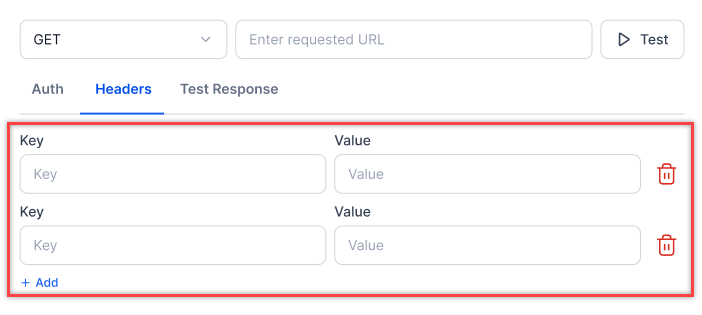 GET Enter requested URL Test
Auth Headers Test Response
Key Value
Key Value
Key Value
Key Value
+ Add